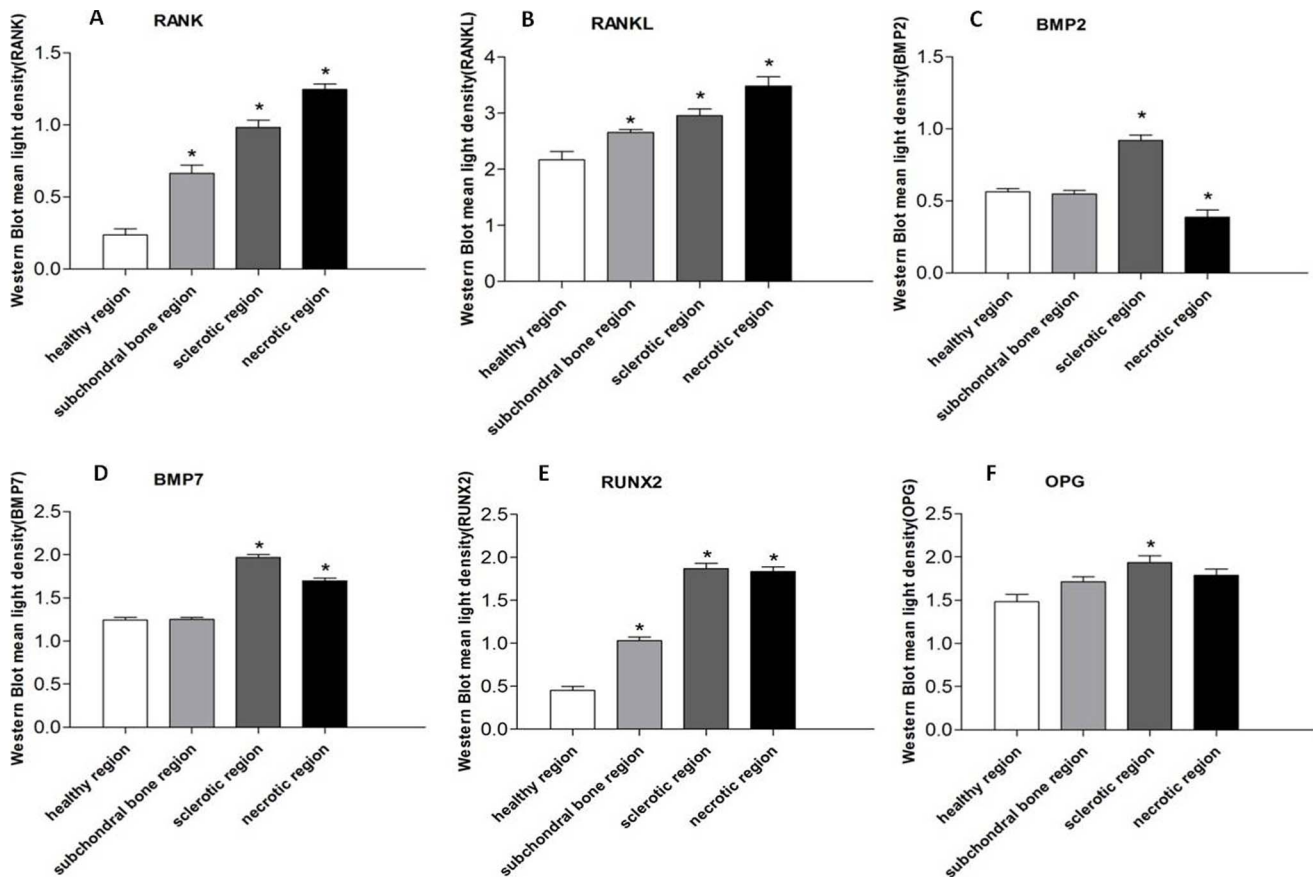 A
RANK
Western Blot mean light density(RANK)
1.5
1.0
0.5
0.0
*
*
*
healthy region
subchondral bone region
sclerotic region
necrotic region
B
RANKL
Western Blot mean light density(RANKL)
4
3
2
1
0
*
*
*
healthy region
subchondral bone region
sclerotic region
necrotic region
C
BMP2
Western Blot mean light density(BMP2)
1.5
1.0
0.5
0.0
*
*
healthy region
subchondral bone region
sclerotic region
necrotic region
D
BMP7
Western Blot mean light density(BMP7)
2.5
2.0
1.5
1.0
0.5
0.0
*
*
healthy region
subchondral bone region
sclerotic region
necrotic region
E
RUNX2
Western Blot mean light density(RUNX2)
2.5
2.0
1.5
1.0
0.5
0.0
*
*
*
healthy region
subchondral bone region
sclerotic region
necrotic region
F
OPG
Western Blot mean light density(OPG)
2.5
2.0
1.5
1.0
0.5
0.0
*
healthy region
subchondral bone region
sclerotic region
necrotic region